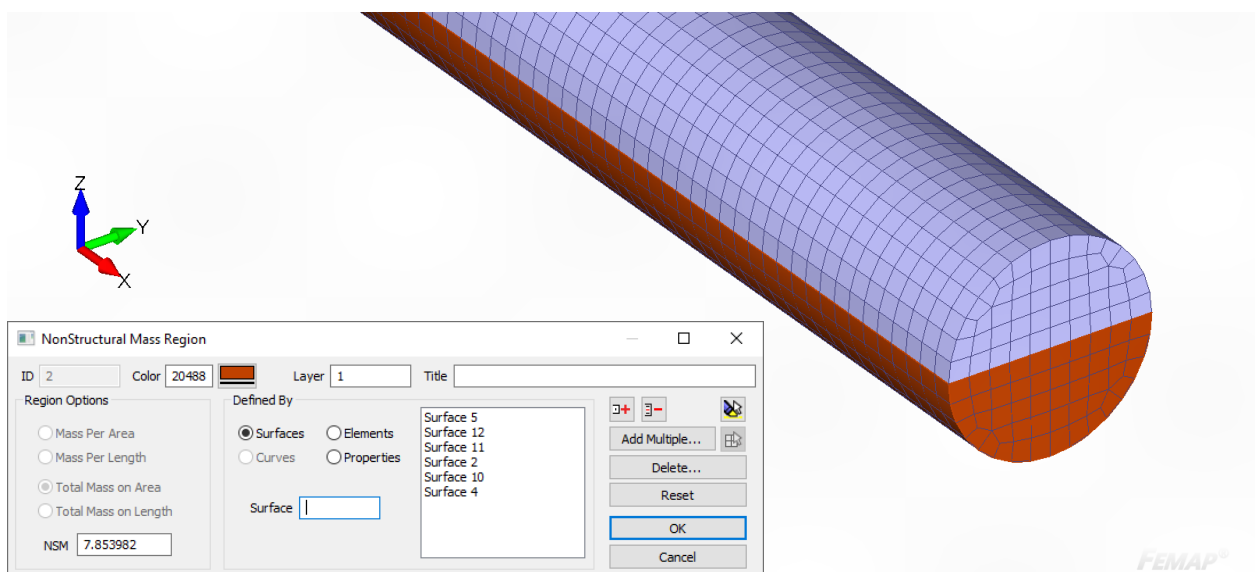 Z
Y
X
NonStructural Mass Region
ID 2 Color 20488 Layer 1 Title
Region Options
Mass Per Area
Mass Per Length
Total Mass on Area
Total Mass on Length
NSM 7.853982
Defined By
Surfaces Elements
Curves Properties
Surface
Surface 5
Surface 12
Surface 11
Surface 2
Surface 10
Surface 4
Add Multiple...
Delete...
Reset
OK
Cancel
FEMAP®